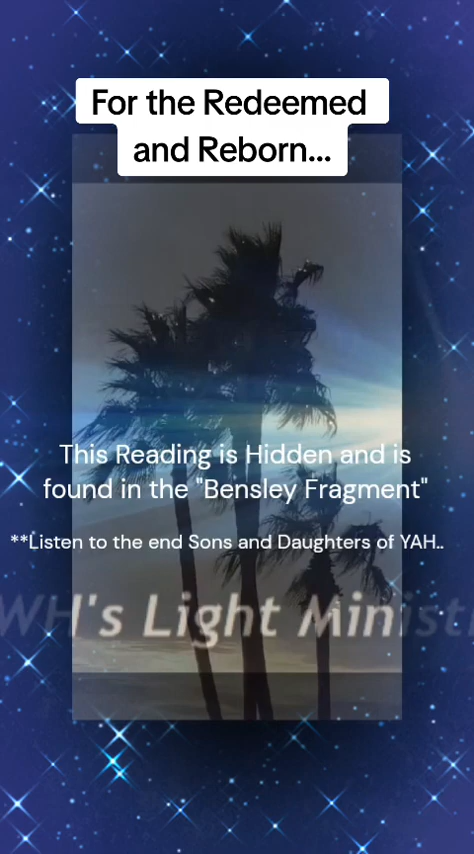 For the Redeemed
and Reborn...
This Reading is Hidden and is
found in the "Bensley Fragment"
**Listen to the end Sons and Daughters of YAH..
WH's Light Minist